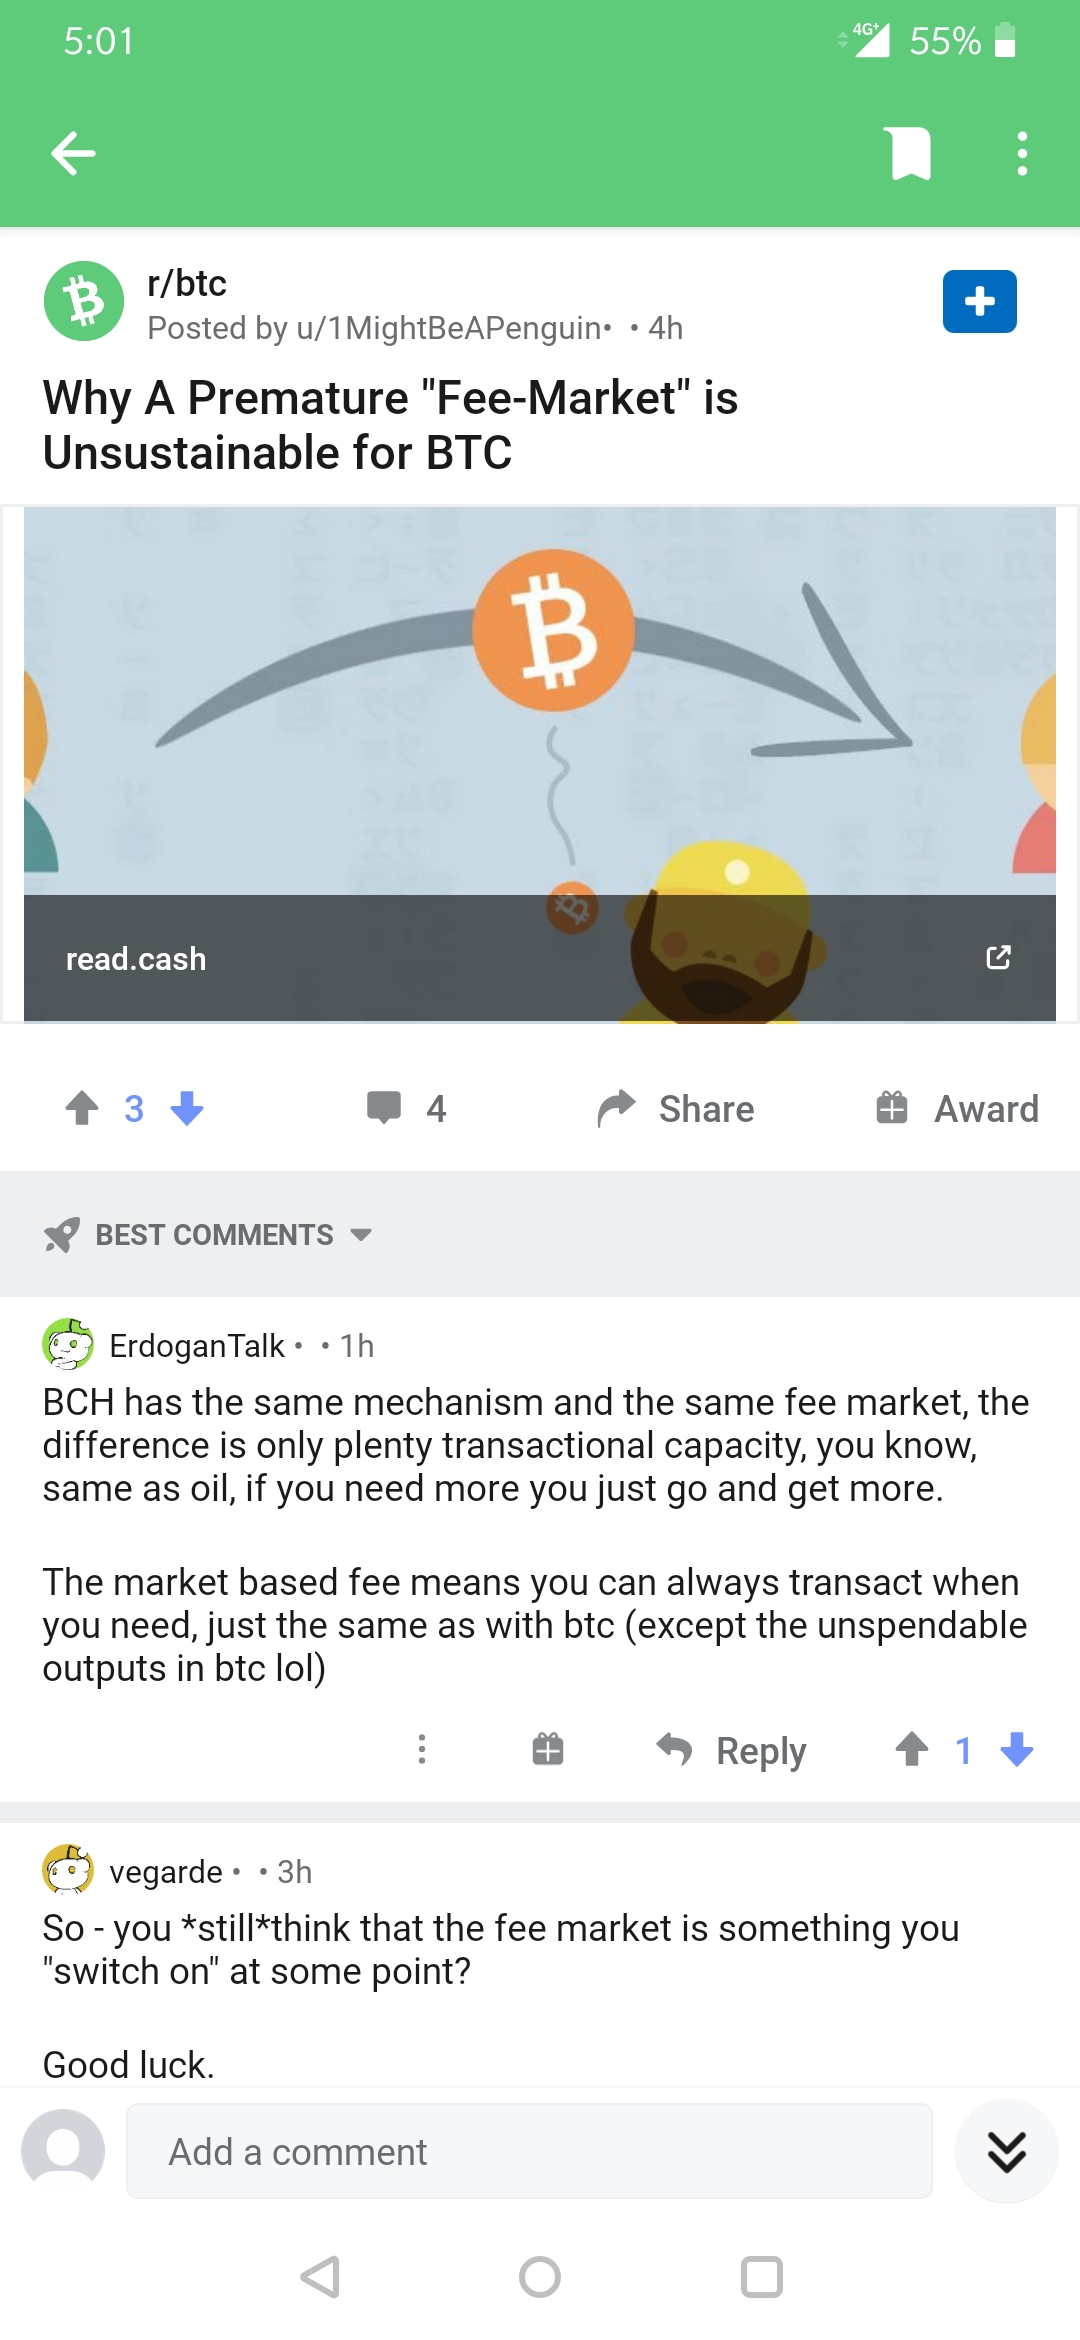 5:01
4G+ 55%
r/btc
Posted by u/1MightBeAPenguin• • 4h
Why A Premature "Fee-Market" is
Unsustainable for BTC
read.cash
3 4 Share Award
BEST COMMENTS
ErdoganTalk • • 1h
BCH has the same mechanism and the same fee market, the
difference is only plenty transactional capacity, you know,
same as oil, if you need more you just go and get more.
The market based fee means you can always transact when
you need, just the same as with btc (except the unspendable
outputs in btc lol)
Reply 1
vegarde • • 3h
So - you *still*think that the fee market is something you
"switch on" at some point?
Good luck.
Add a comment